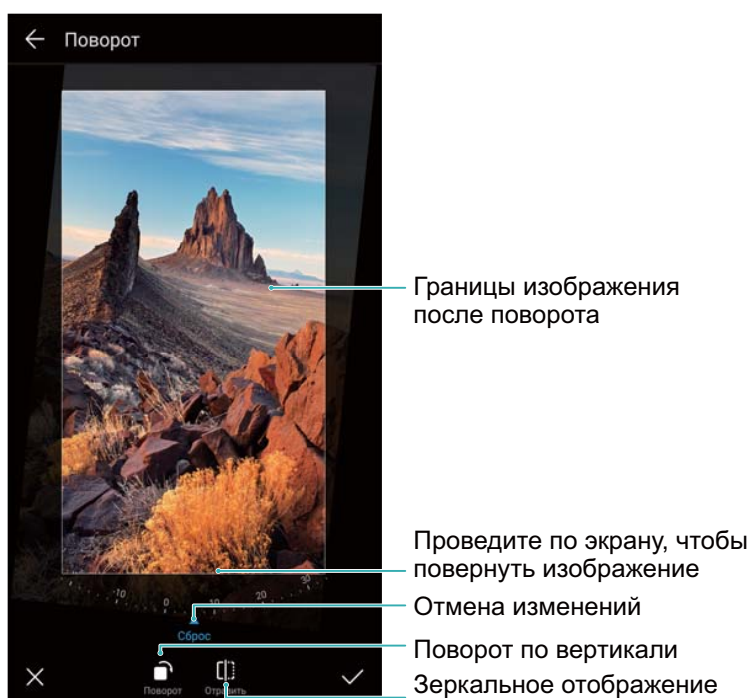 Поворот
Границы изображения
после поворота
Проведите по экрану, чтобы
повернуть изображение
-10 0 10 20 30
Отмена изменений
Сброс
Поворот по вертикали
Поворот Отразить
Зеркальное отображение